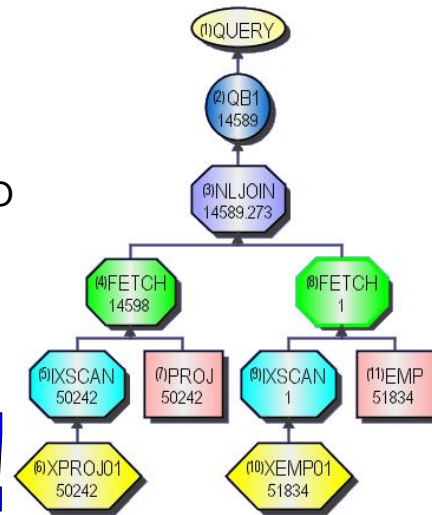 (1)QUERY
(2)QB1
14589
(3)NLJOIN
14589.273
O
(4)FETCH
14598
(8)FETCH
1
(5)IXSCAN
50242
(7)PROJ
50242
(9)IXSCAN
1
(11)EMP
51834
!
(6)XPROJ01
50242
(10)XEMP01
51834